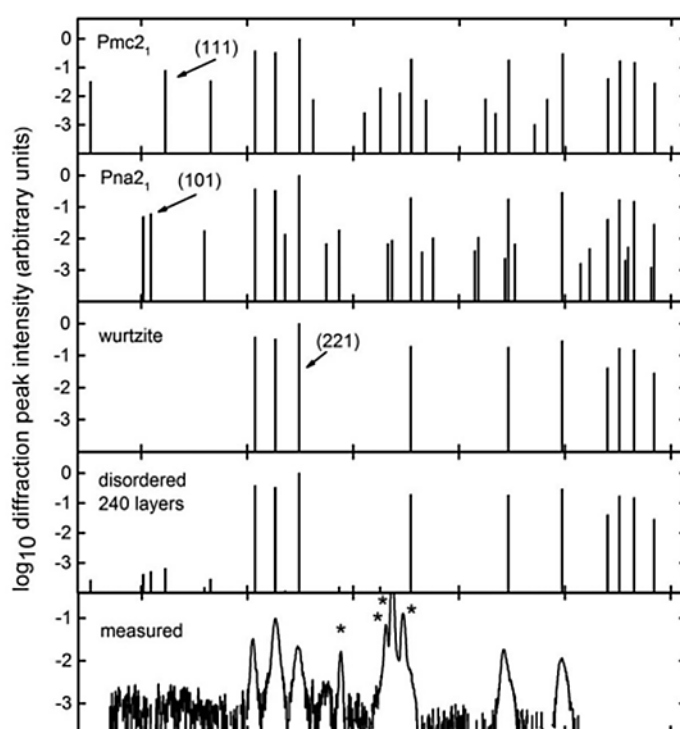 log10 diffraction peak intensity (arbitrary units)
0
-1
-2
-3
Pmc21
(111)
0
-1
-2
-3
Pna21
(101)
0
-1
-2
-3
wurtzite
(221)
0
-1
-2
-3
disordered
240 layers
-1
-2
-3
measured
* * * *